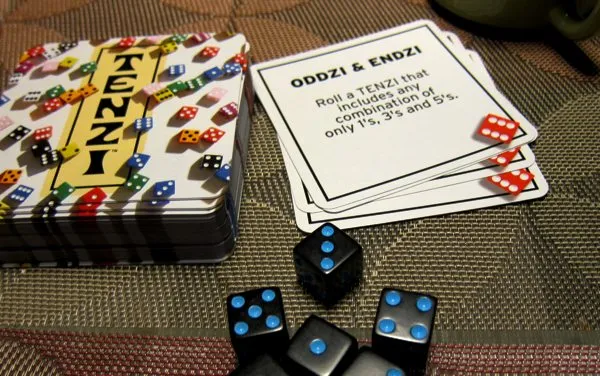 TENZI
ODDZI & ENDZI
Roll a TENZI that
includes any
combination of
only 1's, 3's and 5's.